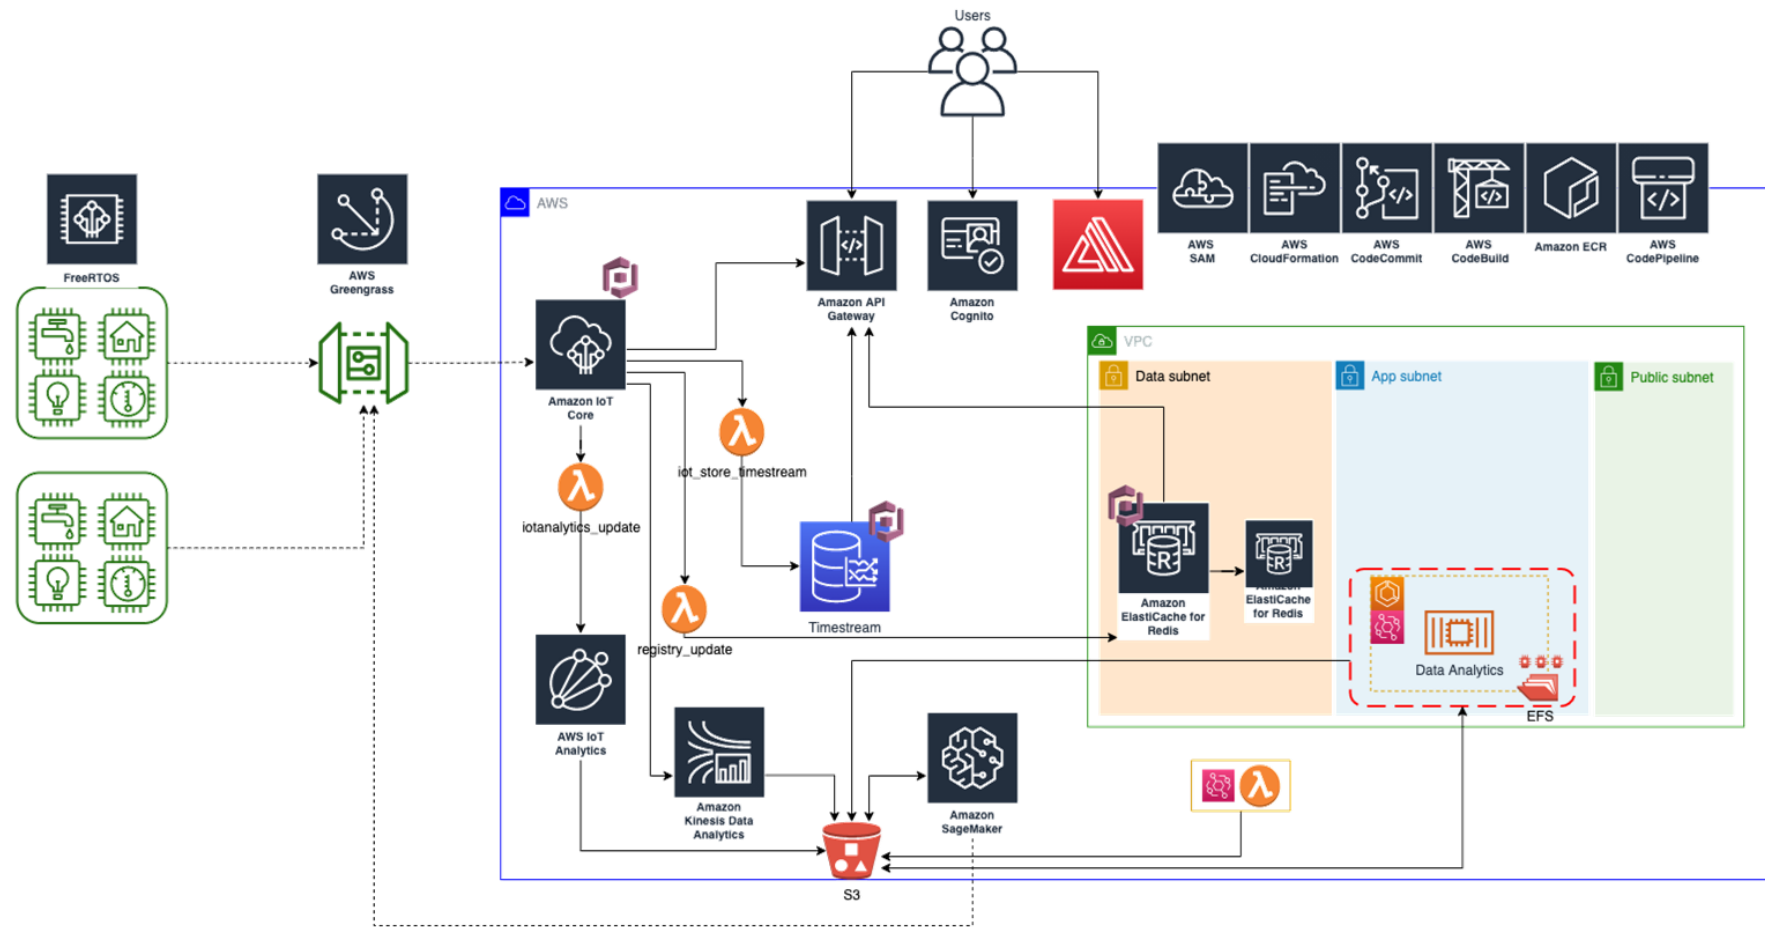 Users
FreeRTOS
AWS
Greengrass
AWS
Amazon API
Gateway
Amazon
Cognito
AWS
SAM
AWS
CloudFormation
AWS
CodeCommit
AWS
CodeBuild
Amazon ECR
AWS
CodePipeline
VPC
Data subnet
App subnet
Public subnet
Amazon IoT
Core
iot_store_timestream
iotanalytics_update
Timestream
registry_update
R
Amazon
ElastiCache for
Redis
R
Amazon
ElastiCache
for Redis
Data Analytics
EFS
AWS IoT
Analytics
Amazon
Kinesis Data
Analytics
Amazon
SageMaker
S3